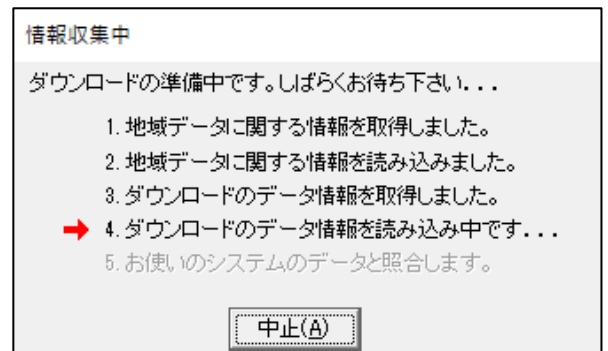 情報収集中
ダウンロードの準備中です。しばらくお待ち下さい...
1.地域データに関する情報を取得しました。
2.地域データに関する情報を読み込みました。
3.ダウンロードのデータ情報を取得しました。
4.ダウンロードのデータ情報を読み込み中です...
5.お使いのシステムのデータと照合します。
中止(A)